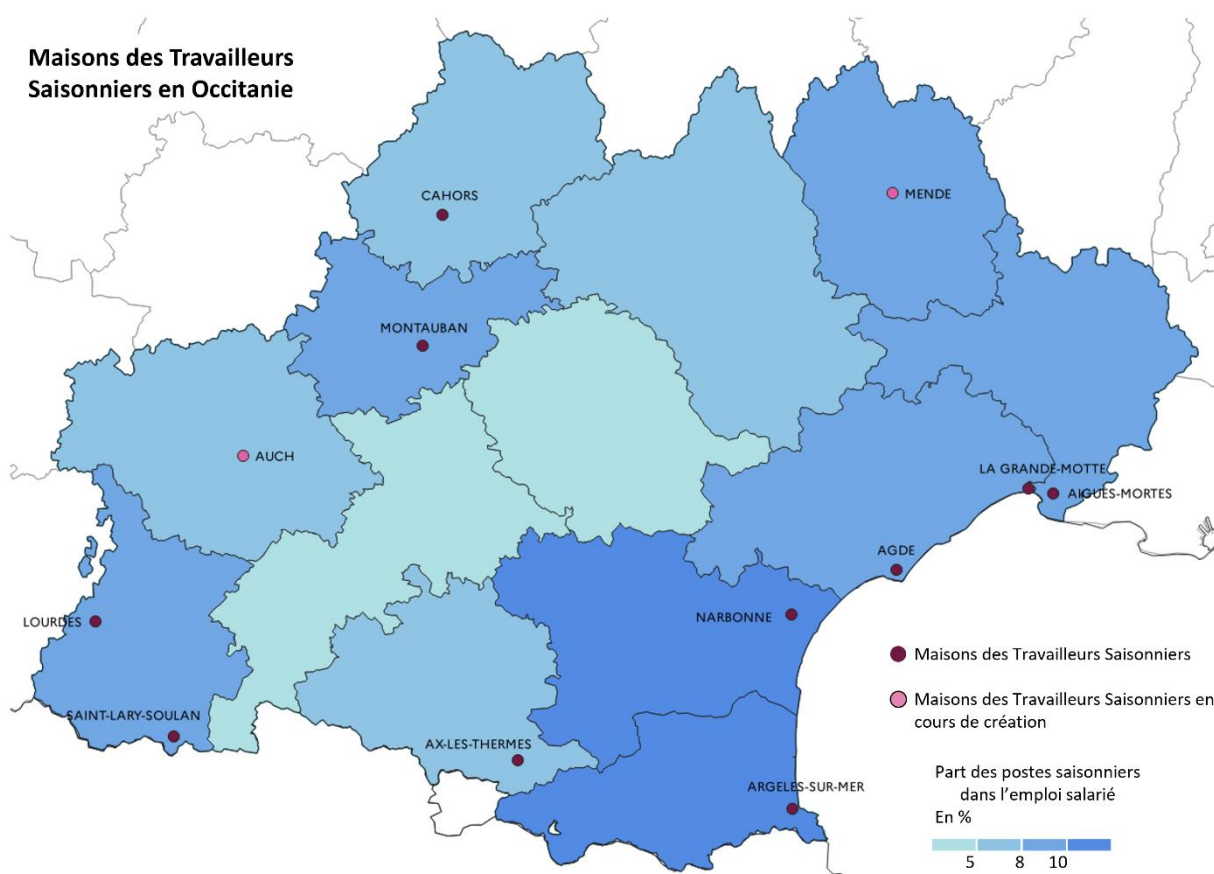 Maisons des Travailleurs
Saisonniers en Occitanie
CAHORS
MENDE
MONTAUBAN
AUCH
LA GRANDE-MOTTE
AIGUES-MORTES
AGDE
LOURDES
NARBONNE
SAINT-LARY-SOULAN
AX-LES-THERMES
ARGELES-SUR-MER
Maisons des Travailleurs Saisonniers
Maisons des Travailleurs Saisonniers en
cours de création
Part des postes saisonniers
dans l’emploi salarié
En %
5 8 10